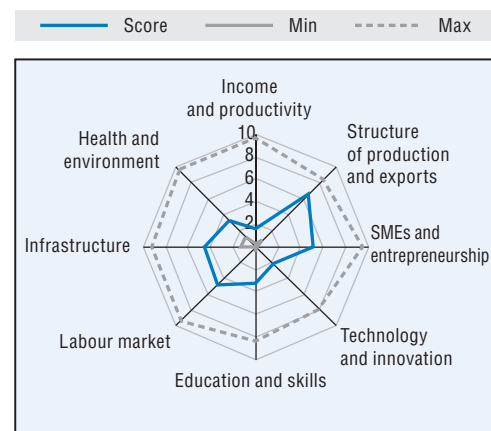 Score Min Max
Income
and productivity
Structure
of production
and exports
SMEs and
entrepreneurship
Technology
and innovation
Education and skills
Labour market
Infrastructure
Health and
environment
10
8
6
4
2